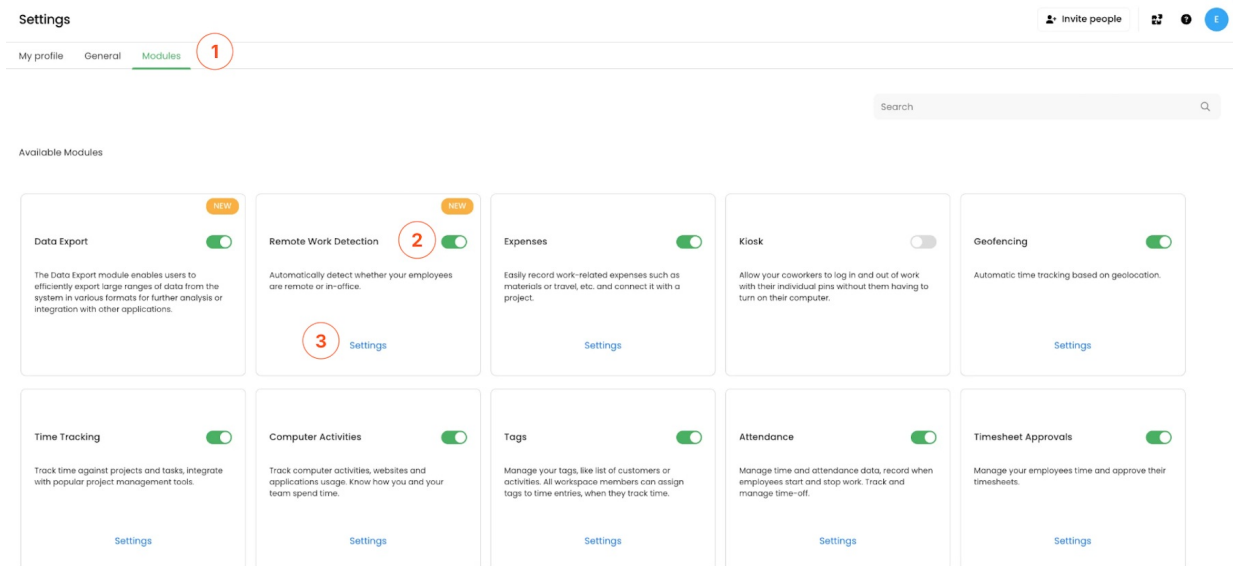 Settings
Invite people
E
My profile
General
Modules
1
Search
Available Modules
NEW
Data Export
The Data Export module enables users to
efficiently export large ranges of data from the
system in various formats for further analysis or
integration with other applications.
NEW
Remote Work Detection
2
Automatically detect whether your employees
are remote or in-office.
3
Settings
Expenses
Easily record work-related expenses such as
materials or travel, etc. and connect it with a
project.
Settings
Kiosk
Allow your coworkers to log in and out of work
with their individual pins without them having to
turn on their computer.
Geofencing
Automatic time tracking based on geolocation.
Settings
Time Tracking
Track time against projects and tasks, integrate
with popular project management tools.
Settings
Computer Activities
Track computer activities, websites and
applications usage. Know how you and your
team spend time.
Settings
Tags
Manage your tags, like list of customers or
activities. All workspace members can assign
tags to time entries, when they track time.
Settings
Attendance
Manage time and attendance data, record when
employees start and stop work. Track and
manage time-off.
Settings
Timesheet Approvals
Manage your employees time and approve their
timesheets.
Settings